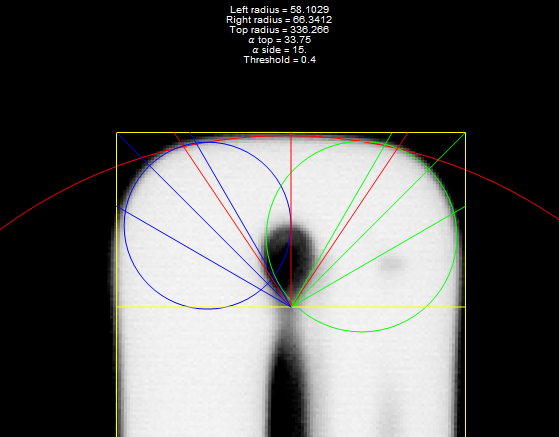 Left radius = 58.1029
Right radius = 66.3412
Top radius = 336.266
α top = 33.75
α side = 15.
Threshold = 0.4